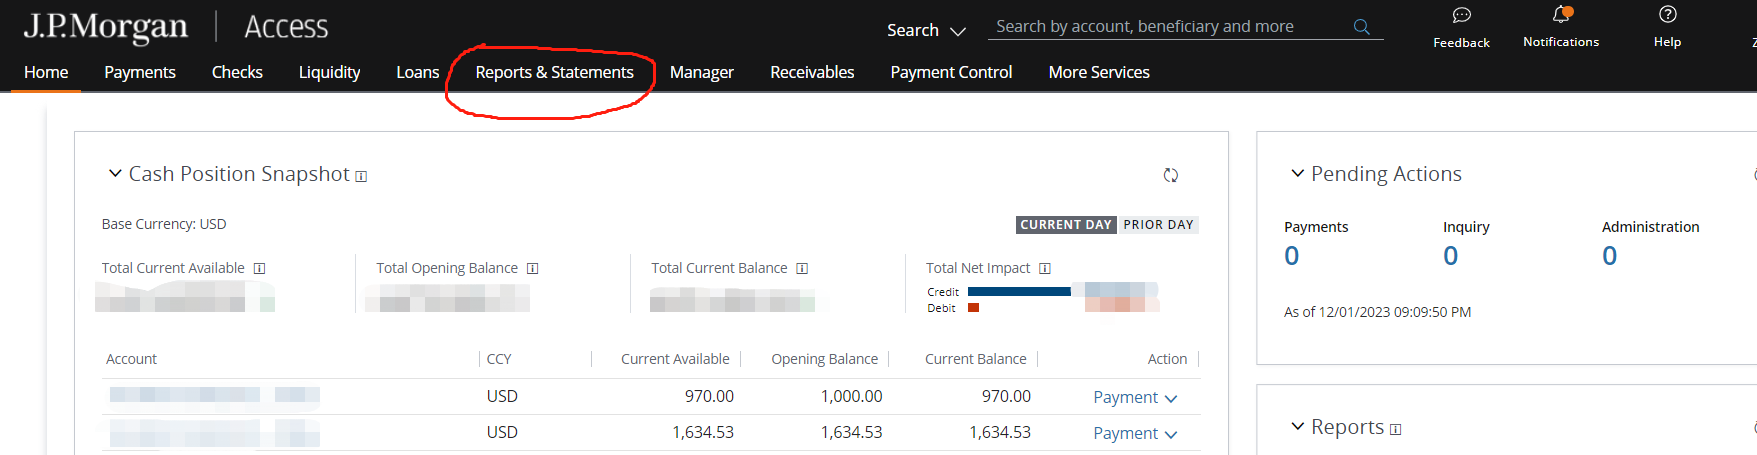 J.P.Morgan | Access
Search
Search by account, beneficiary and more
Feedback
Notifications
Help
Home Payments Checks Liquidity Loans Reports & Statements Manager Receivables Payment Control More Services
Cash Position Snapshot
Base Currency: USD
CURRENT DAY PRIOR DAY
Total Current Available Total Opening Balance Total Current Balance Total Net Impact
Credit
Debit
Account CCY Current Available Opening Balance Current Balance Action
USD 970.00 1,000.00 970.00 Payment
USD 1,634.53 1,634.53 1,634.53 Payment
Pending Actions
Payments Inquiry Administration
0 0 0
As of 12/01/2023 09:09:50 PM
Reports